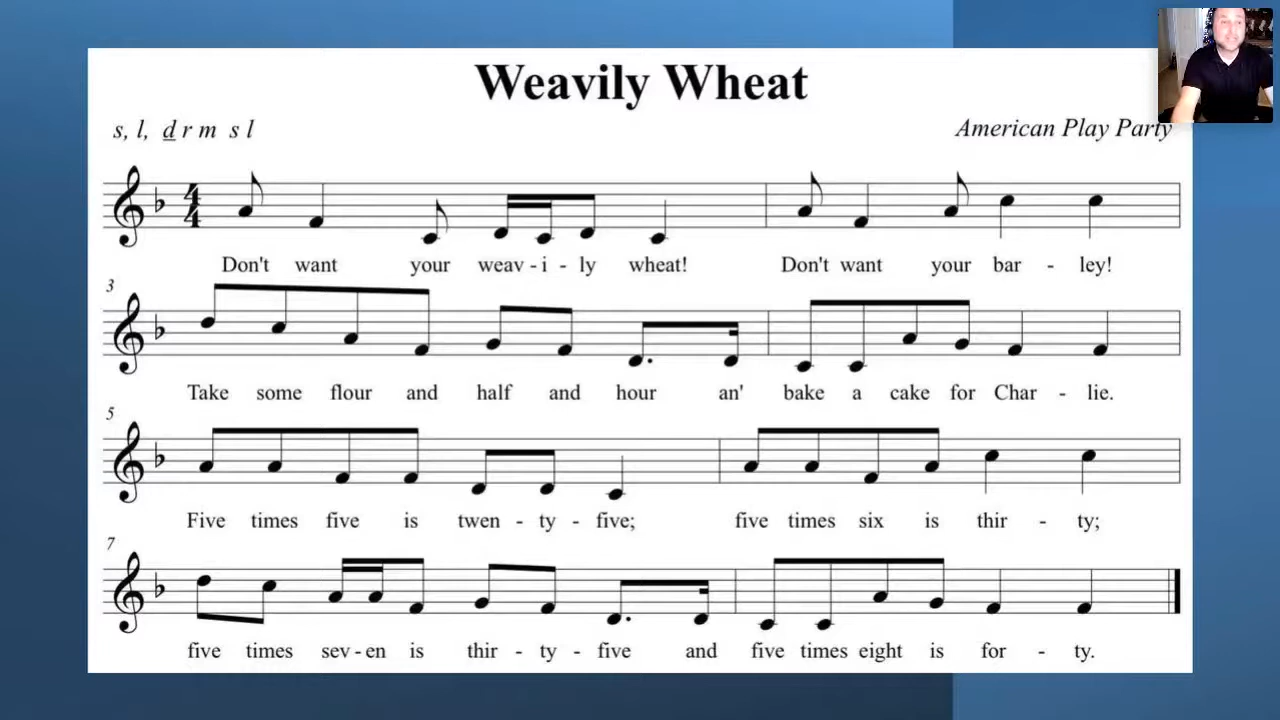 Weavily Wheat
s, l, d r m s l
American Play Party
4
4
Don't want your weav - i - ly wheat! Don't want your bar - ley!
3
Take some flour and half and hour an' bake a cake for Char - lie.
5
Five times five is twen - ty - five; five times six is thir - ty;
7
five times sev - en is thir - ty - five and five times eight is for - ty.